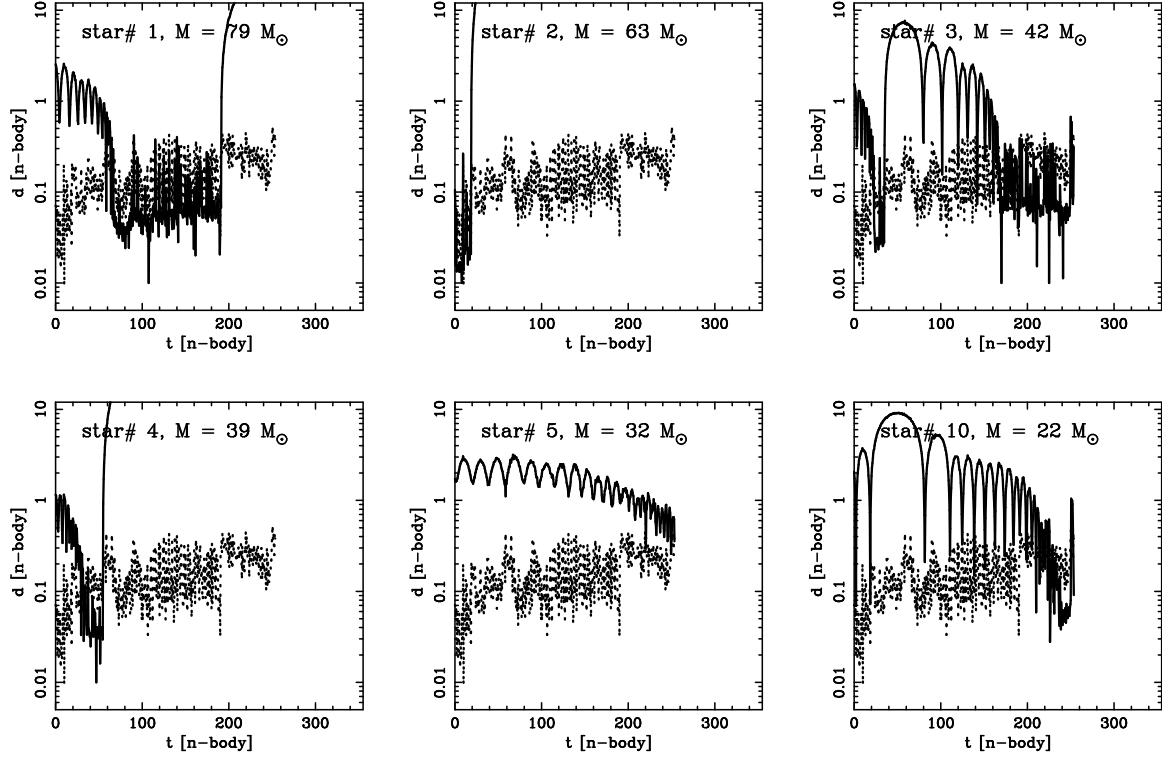 star# 1, M = 79 M⊙
d [n-body]
10
1
0.1
0.01
0 100 200 300
t [n-body]
star# 2, M = 63 M⊙
d [n-body]
10
1
0.1
0.01
0 100 200 300
t [n-body]
star# 3, M = 42 M⊙
d [n-body]
10
1
0.1
0.01
0 100 200 300
t [n-body]
star# 4, M = 39 M⊙
d [n-body]
10
1
0.1
0.01
0 100 200 300
t [n-body]
star# 5, M = 32 M⊙
d [n-body]
10
1
0.1
0.01
0 100 200 300
t [n-body]
star# 10, M = 22 M⊙
d [n-body]
10
1
0.1
0.01
0 100 200 300
t [n-body]